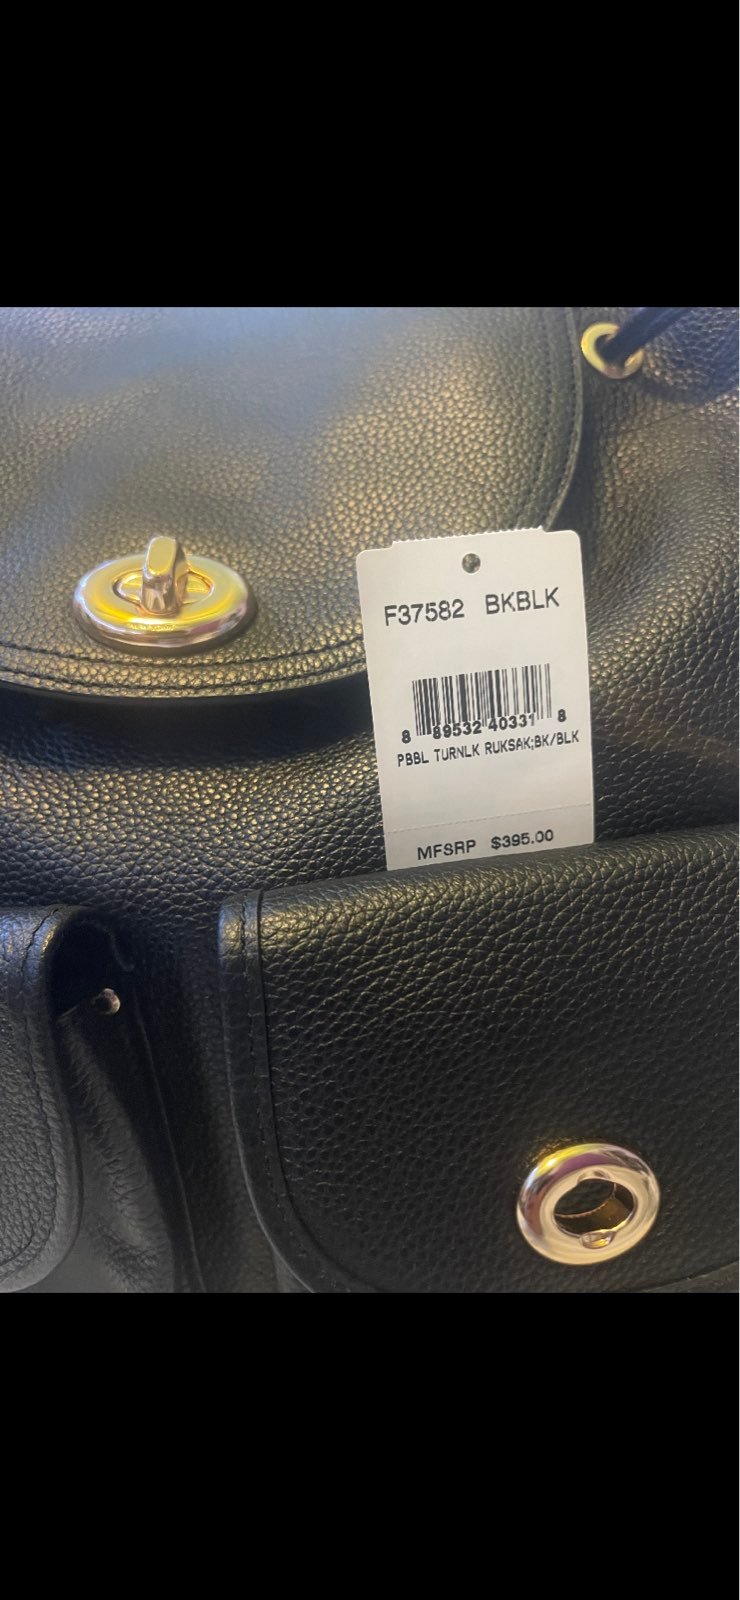 F37582 BKBLK
8 89532 40331 8
PBBL TURNLK RUKSAK;BK/BLK
MFSRP $395.00